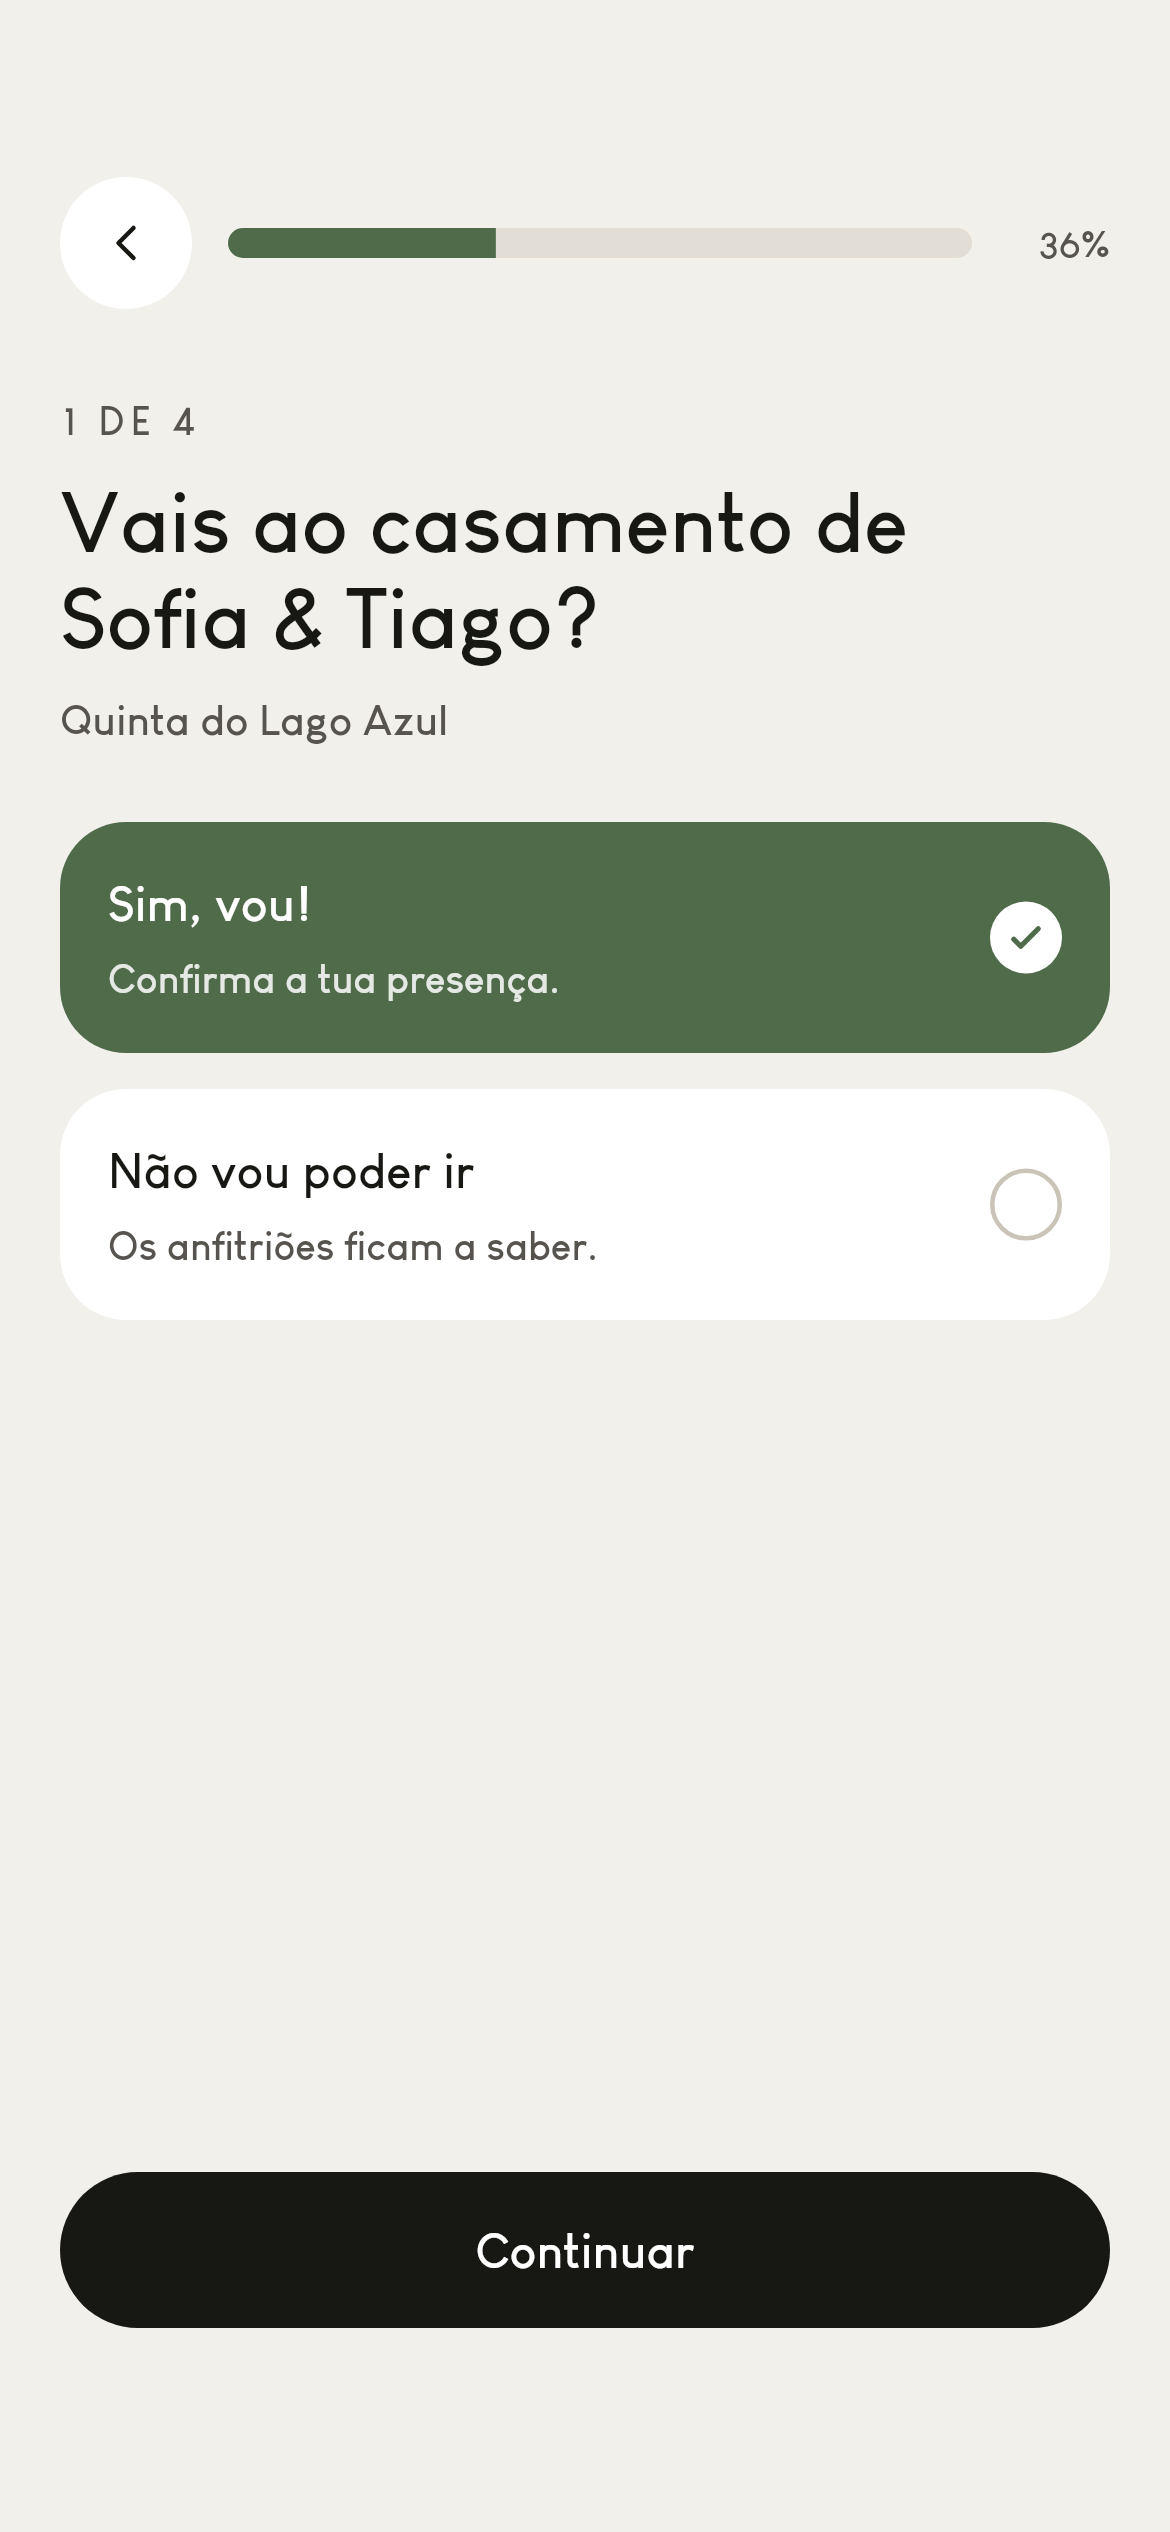 36%
1 DE 4
Vais ao casamento de
Sofia & Tiago?
Quinta do Lago Azul
Sim, vou!
Confirma a tua presença.
Não vou poder ir
Os anfitriões ficam a saber.
Continuar